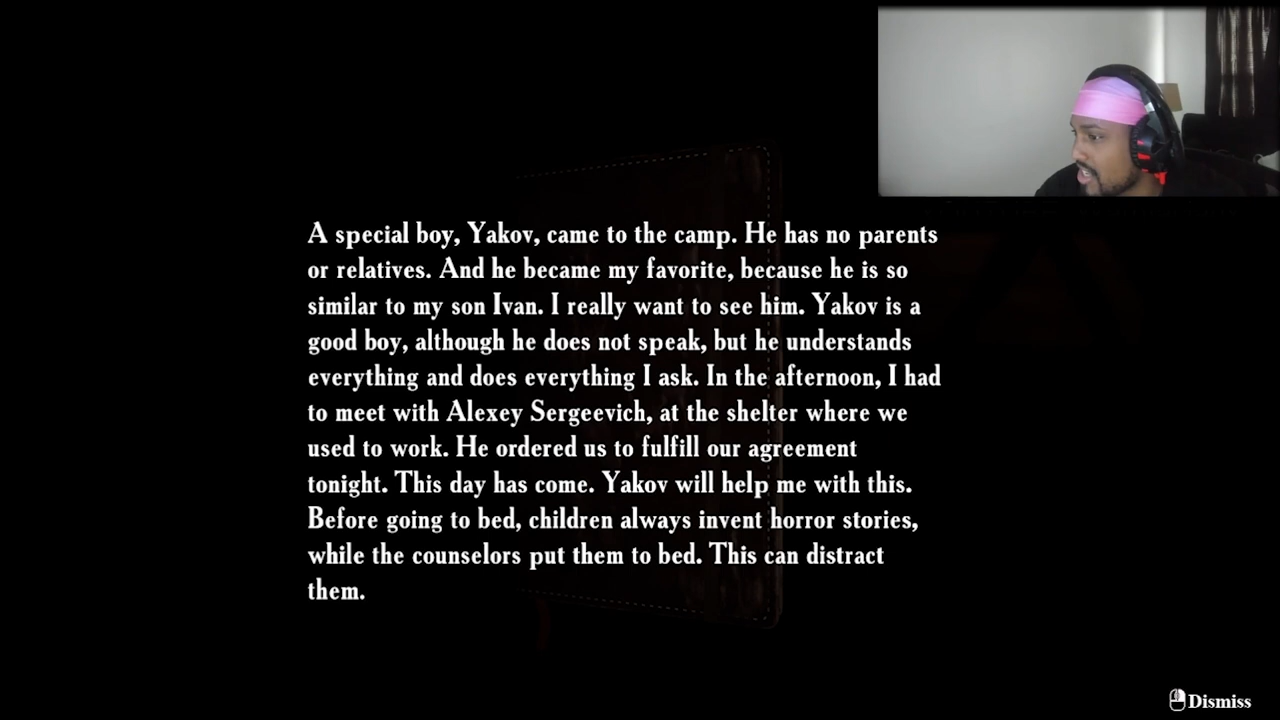 A special boy, Yakov, came to the camp. He has no parents
or relatives. And he became my favorite, because he is so
similar to my son Ivan. I really want to see him. Yakov is a
good boy, although he does not speak, but he understands
everything and does everything I ask. In the afternoon, I had
to meet with Alexey Sergeevich, at the shelter where we
used to work. He ordered us to fulfill our agreement
tonight. This day has come. Yakov will help me with this.
Before going to bed, children always invent horror stories,
while the counselors put them to bed. This can distract
them.
Dismiss